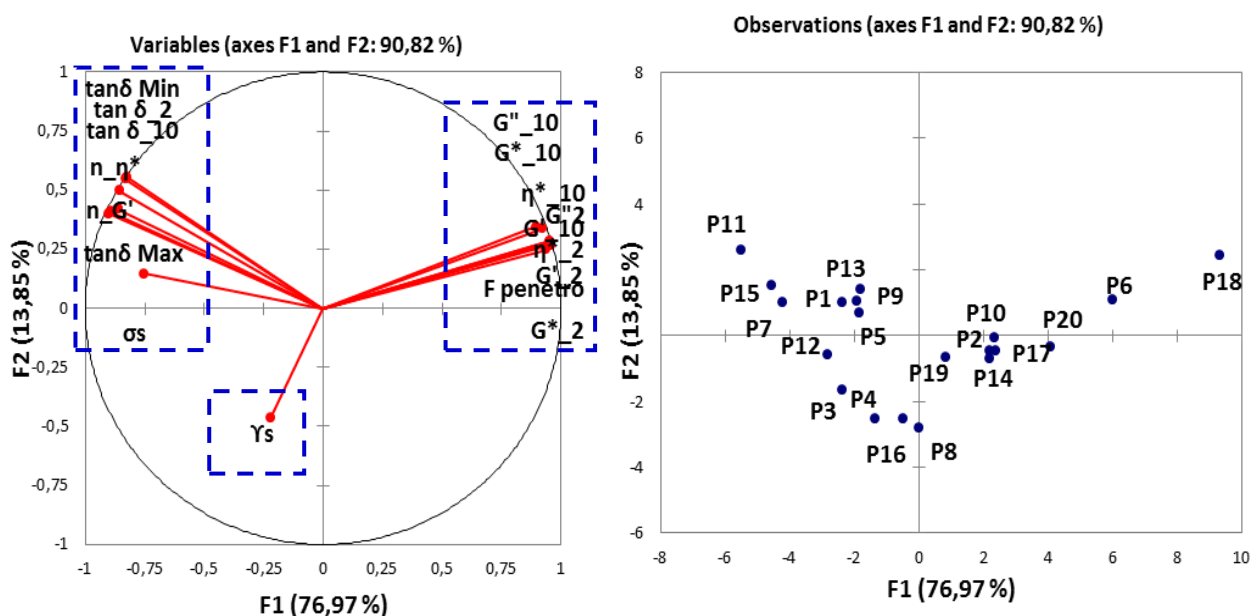 Variables (axes F1 and F2: 90,82 %)
1
0,75
0,5
0,25
0
-0,25
-0,5
-0,75
-1
F2 (13,85 %)
tanδ Min
tan δ_2
tan δ_10
n_η*
n_G'
tanδ Max
σs
ϒs
G"_10
G*_10
η*_10
G"_2
G'_10
η*_2
G'_2
F penetro
G*_2
-1
-0,75
-0,5
-0,25
0
0,25
0,5
0,75
1
F1 (76,97 %)
Observations (axes F1 and F2: 90,82 %)
8
6
4
2
0
-2
-4
-6
F2 (13,85 %)
P11
P15
P7
P13
P1
P9
P5
P12
P3
P4
P16
P8
P19
P10
P2
P14
P17
P20
P6
P18
-8
-6
-4
-2
0
2
4
6
8
10
F1 (76,97 %)